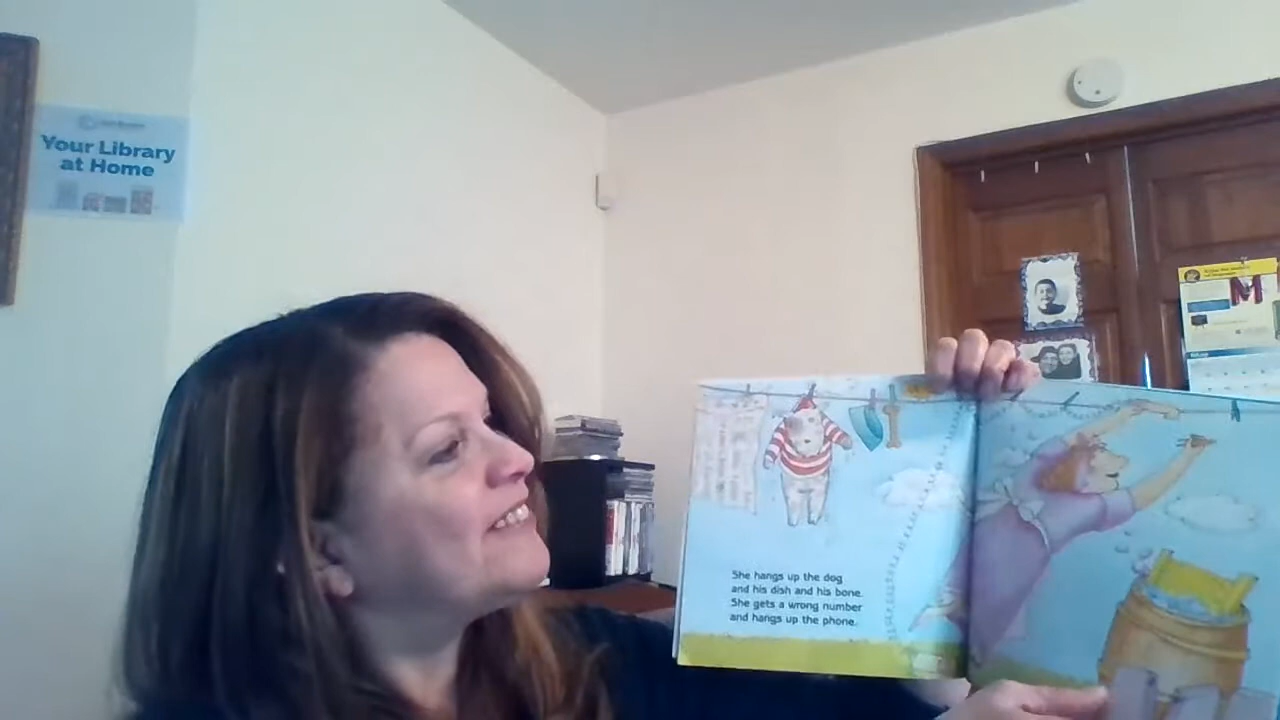 Your Library
at Home
She hangs up the dog
and his dish and his bone.
She gets a wrong number
and hangs up the phone.
M